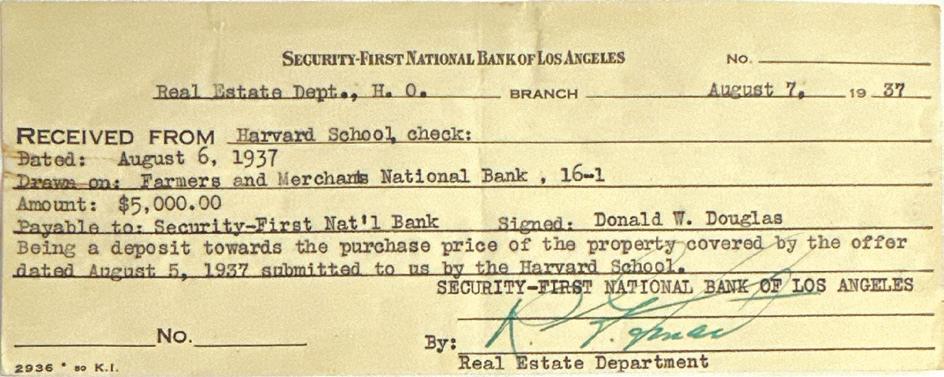 SECURITY-FIRST NATIONAL BANK OF LOS ANGELES No.
Real Estate Dept., H. O. BRANCH August 7, 19 37
RECEIVED FROM Harvard School, check:
Dated: August 6, 1937
Drawn on: Farmers and Merchants National Bank , 16-1
Amount: $5,000.00
Payable to: Security-First Nat'l Bank Signed: Donald W. Douglas
Being a deposit towards the purchase price of the property covered by the offer
dated August 5, 1937 submitted to us by the Harvard School.
SECURITY-FIRST NATIONAL BANK OF LOS ANGELES
No.
By:
Real Estate Department
2936 * 80 K.I.